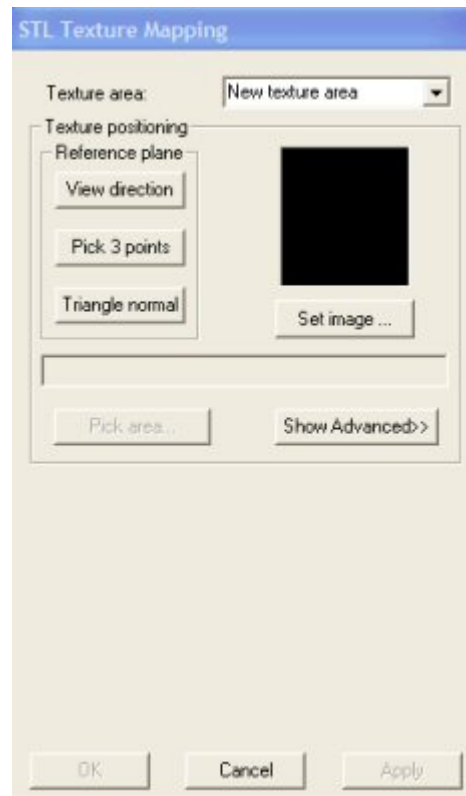 STL Texture Mapping
Texture area: New texture area
Texture positioning
Reference plane
View direction
Pick 3 points
Triangle normal
Set image ...
Pick area...
Show Advanced>>
OK Cancel Apply